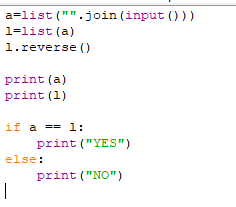 a=list("".join(input()))
l=list(a)
l.reverse()
print(a)
print(l)
if a == l:
    print("YES")
else:
    print("NO")